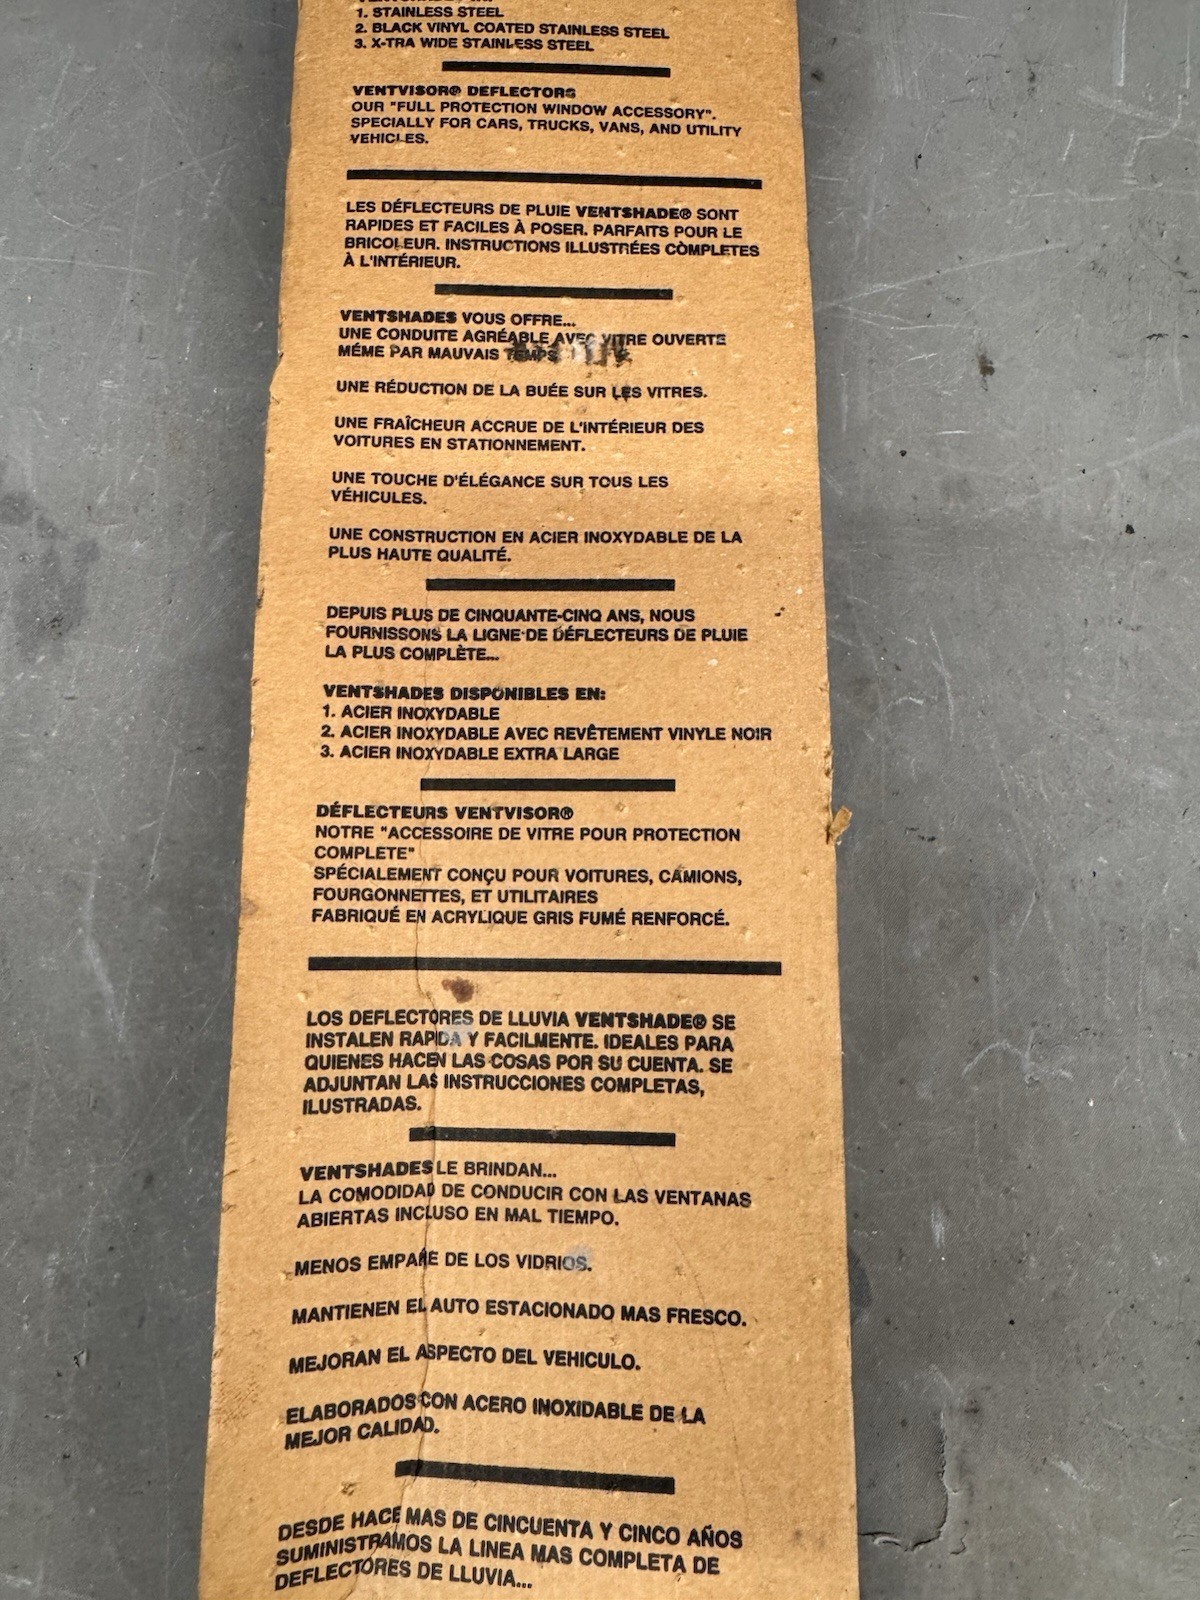 1. STAINLESS STEEL
2. BLACK VINYL COATED STAINLESS STEEL
3. X-TRA WIDE STAINLESS STEEL
VENTVISOR® DEFLECTORS
OUR "FULL PROTECTION WINDOW ACCESSORY".
SPECIALLY FOR CARS, TRUCKS, VANS, AND UTILITY
VEHICLES.
LES DÉFLECTEURS DE PLUIE VENTSHADE® SONT
RAPIDES ET FACILES À POSER. PARFAITS POUR LE
BRICOLEUR. INSTRUCTIONS ILLUSTRÉES CÒMPLETES
À L'INTÉRIEUR.
VENTSHADES VOUS OFFRE...
UNE CONDUITE AGRÉABLE AVEC VITRE OUVERTE
MÉME PAR MAUVAIS TEMPS
UNE RÉDUCTION DE LA BUÉE SUR LES VITRES.
UNE FRAÎCHEUR ACCRUE DE L'INTÉRIEUR DES
VOITURES EN STATIONNEMENT.
UNE TOUCHE D'ÉLÉGANCE SUR TOUS LES
VÉHICULES.
UNE CONSTRUCTION EN ACIER INOXYDABLE DE LA
PLUS HAUTE QUALITÉ.
DEPUIS PLUS DE CINQUANTE-CINQ ANS, NOUS
FOURNISSONS LA LIGNE DE DÉFLECTEURS DE PLUIE
LA PLUS COMPLÈTE...
VENTSHADES DISPONIBLES EN:
1. ACIER INOXYDABLE
2. ACIER INOXYDABLE AVEC REVÊTEMENT VINYLE NOIR
3. ACIER INOXYDABLE EXTRA LARGE
DÉFLECTEURS VENTVISOR®
NOTRE "ACCESSOIRE DE VITRE POUR PROTECTION
COMPLETE"
SPÉCIALEMENT CONÇU POUR VOITURES, CAMIONS,
FOURGONNETTES, ET UTILITAIRES
FABRIQUÉ EN ACRYLIQUE GRIS FUMÉ RENFORCÉ.
LOS DEFLECTORES DE LLUVIA VENTSHADE® SE
INSTALEN RAPIDA Y FACILMENTE. IDEALES PARA
QUIENES HACEN LAS COSAS POR SU CUENTA. SE
ADJUNTAN LAS INSTRUCCIONES COMPLETAS,
ILUSTRADAS.
VENTSHADES LE BRINDAN...
LA COMODIDAD DE CONDUCIR CON LAS VENTANAS
ABIERTAS INCLUSO EN MAL TIEMPO.
MENOS EMPAÑE DE LOS VIDRIOS.
MANTIENEN EL AUTO ESTACIONADO MAS FRESCO.
MEJORAN EL ASPECTO DEL VEHICULO.
ELABORADOS CON ACERO INOXIDABLE DE LA
MEJOR CALIDAD.
DESDE HACE MAS DE CINCUENTA Y CINCO AÑOS
SUMINISTRAMOS LA LINEA MAS COMPLETA DE
DEFLECTORES DE LLUVIA...